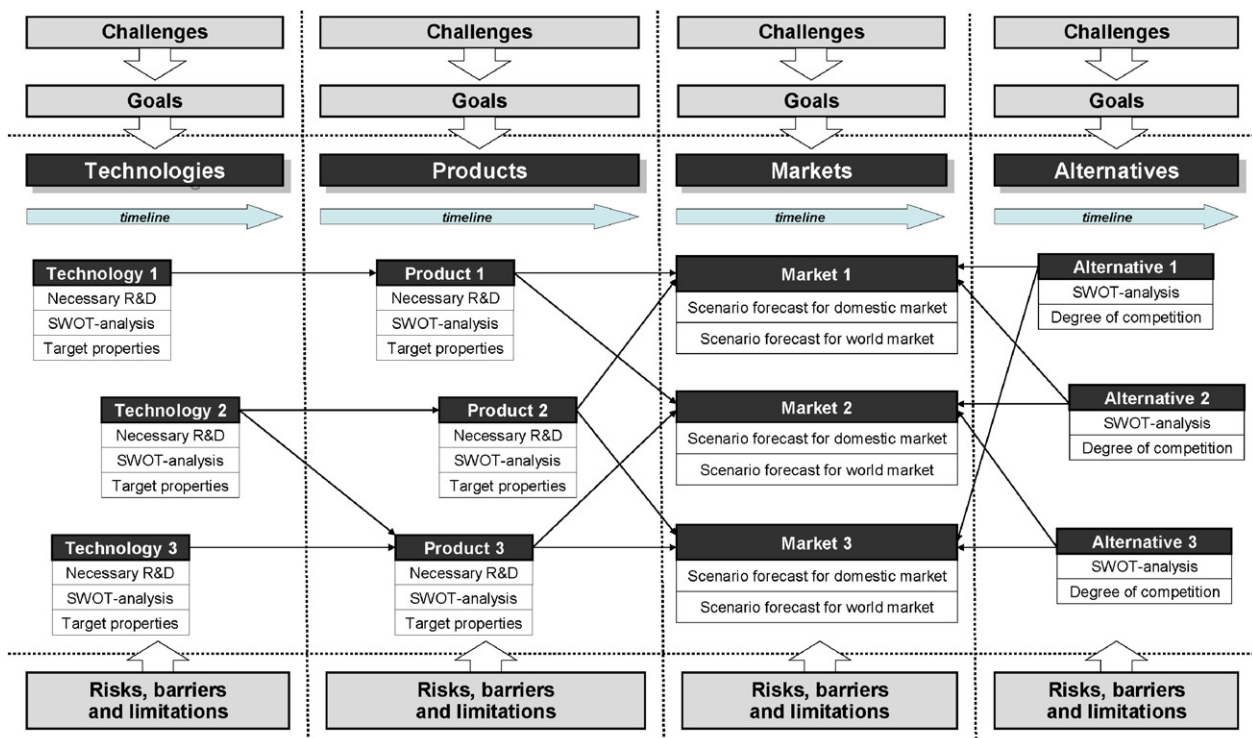 Challenges
Challenges
Challenges
Challenges
Goals
Goals
Goals
Goals
Technologies
Products
Markets
Alternatives
timeline
timeline
timeline
timeline
Technology 1
Necessary R&D
SWOT-analysis
Target properties
Technology 2
Necessary R&D
SWOT-analysis
Target properties
Technology 3
Necessary R&D
SWOT-analysis
Target properties
Product 1
Necessary R&D
SWOT-analysis
Target properties
Product 2
Necessary R&D
SWOT-analysis
Target properties
Product 3
Necessary R&D
SWOT-analysis
Target properties
Market 1
Scenario forecast for domestic market
Scenario forecast for world market
Market 2
Scenario forecast for domestic market
Scenario forecast for world market
Market 3
Scenario forecast for domestic market
Scenario forecast for world market
Alternative 1
SWOT-analysis
Degree of competition
Alternative 2
SWOT-analysis
Degree of competition
Alternative 3
SWOT-analysis
Degree of competition
Risks, barriers
and limitations
Risks, barriers
and limitations
Risks, barriers
and limitations
Risks, barriers
and limitations